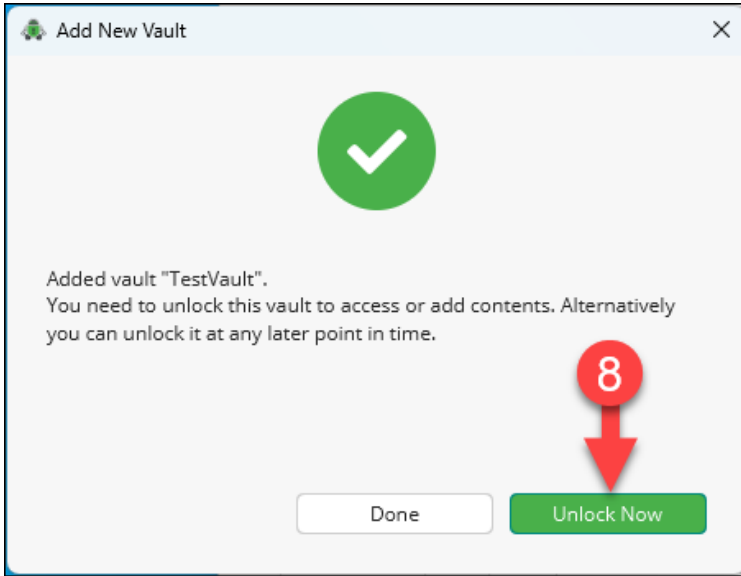 Add New Vault
Added vault "TestVault".
You need to unlock this vault to access or add contents. Alternatively
you can unlock it at any later point in time.
8
Done
Unlock Now